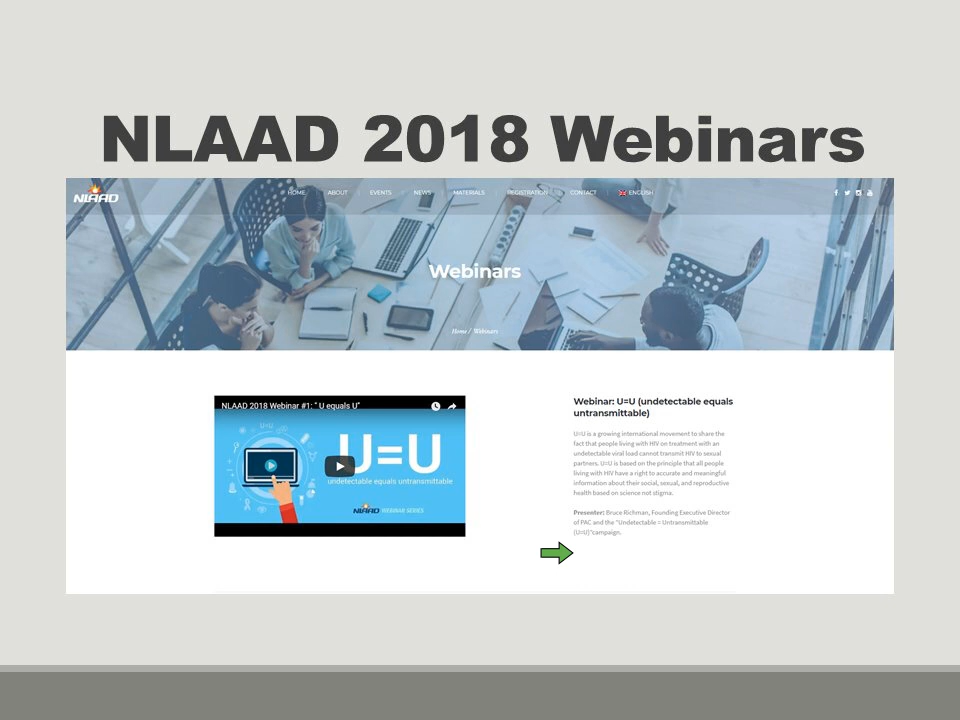 NLAAD 2018 Webinars
NLAAD
HOME ABOUT EVENTS NEWS MATERIALS REGISTRATION CONTACT ENGLISH
Webinars
Home / Webinars
NLAAD 2018 Webinar #1: " U equals U"
U=U
U=U
undetectable equals untransmittable
NLAAD WEBINAR SERIES
Webinar: U=U (undetectable equals
untransmittable)
U=U is a growing international movement to share the
fact that people living with HIV on treatment with an
undetectable viral load cannot transmit HIV to sexual
partners. U=U is based on the principle that all people
living with HIV have a right to accurate and meaningful
information about their social, sexual, and reproductive
health based on science not stigma.
Presenter: Bruce Richman, Founding Executive Director
of PAC and the "Undetectable = Untransmittable
(U=U)"campaign.